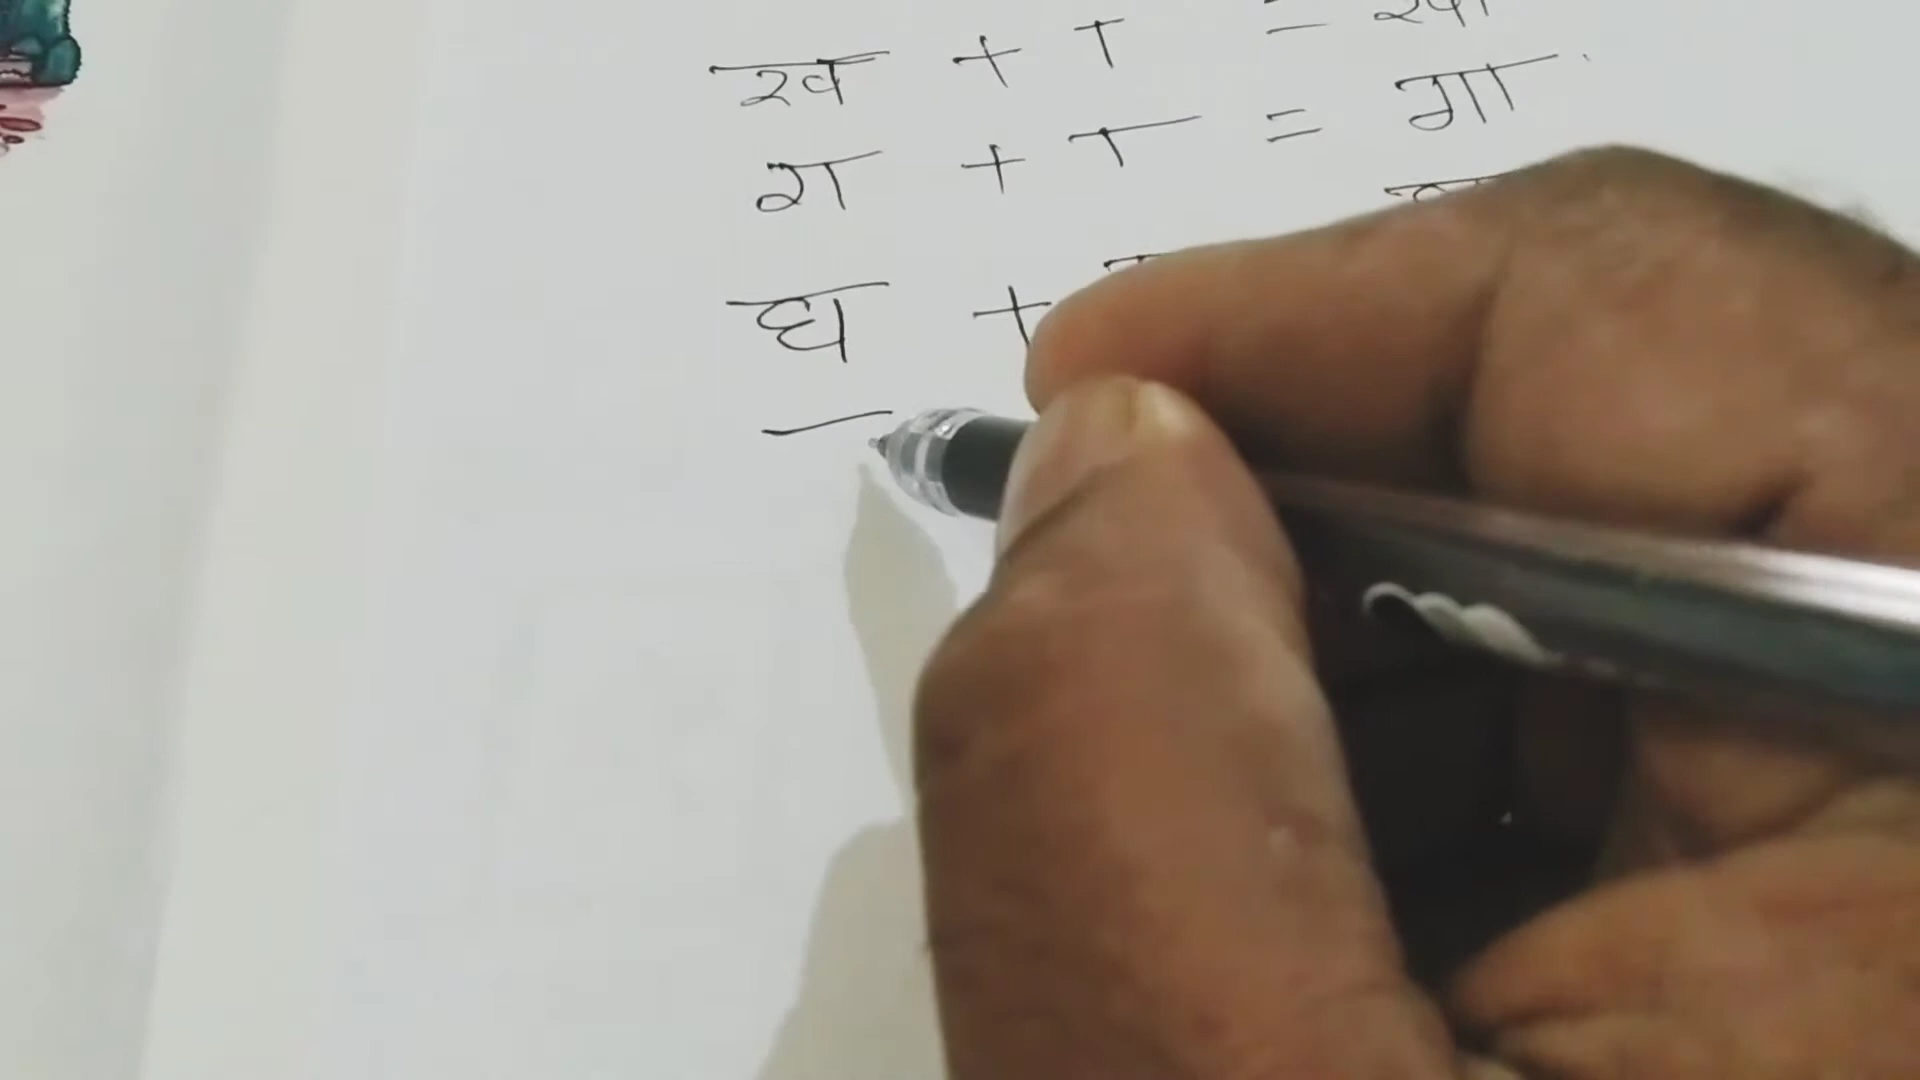 ख + ा = खा
ग + ा = गा
घ +